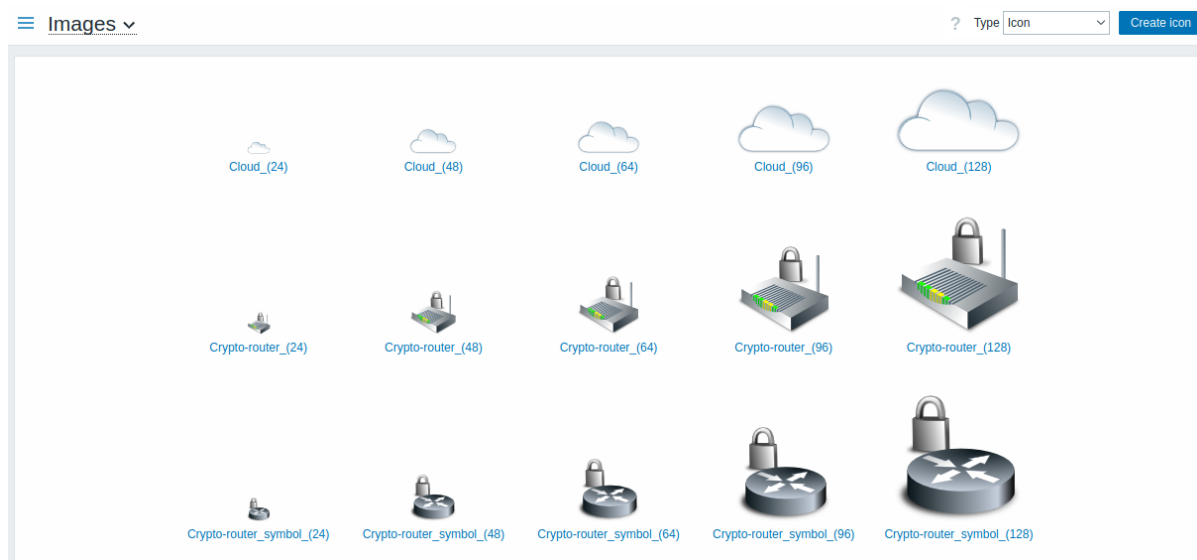 Images
? Type Icon Create icon
Cloud_(24) Cloud_(48) Cloud_(64) Cloud_(96) Cloud_(128)
Crypto-router_(24) Crypto-router_(48) Crypto-router_(64) Crypto-router_(96) Crypto-router_(128)
Crypto-router_symbol_(24) Crypto-router_symbol_(48) Crypto-router_symbol_(64) Crypto-router_symbol_(96) Crypto-router_symbol_(128)